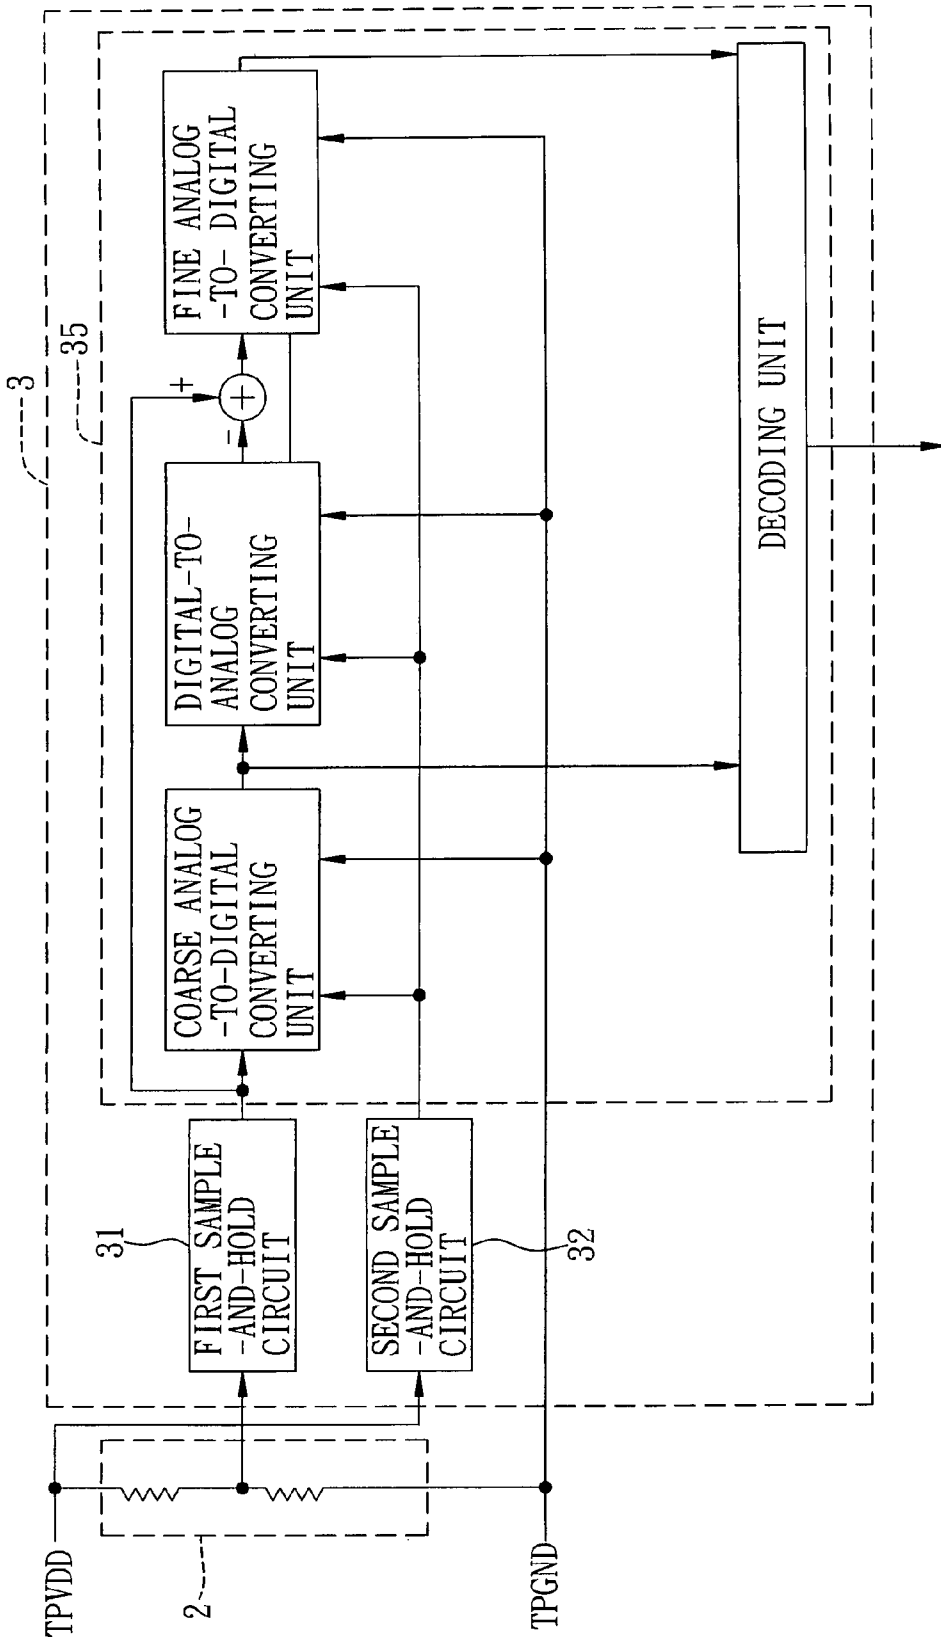 3
35
FINE ANALOG
-TO- DIGITAL
CONVERTING
UNIT
+
+
-
DIGITAL-TO-
ANALOG
CONVERTING
UNIT
COARSE ANALOG
-TO-DIGITAL
CONVERTING
UNIT
DECODING UNIT
31
FIRST SAMPLE
-AND-HOLD
CIRCUIT
SECOND SAMPLE
-AND-HOLD
CIRCUIT
32
2
TPVDD
TPGND